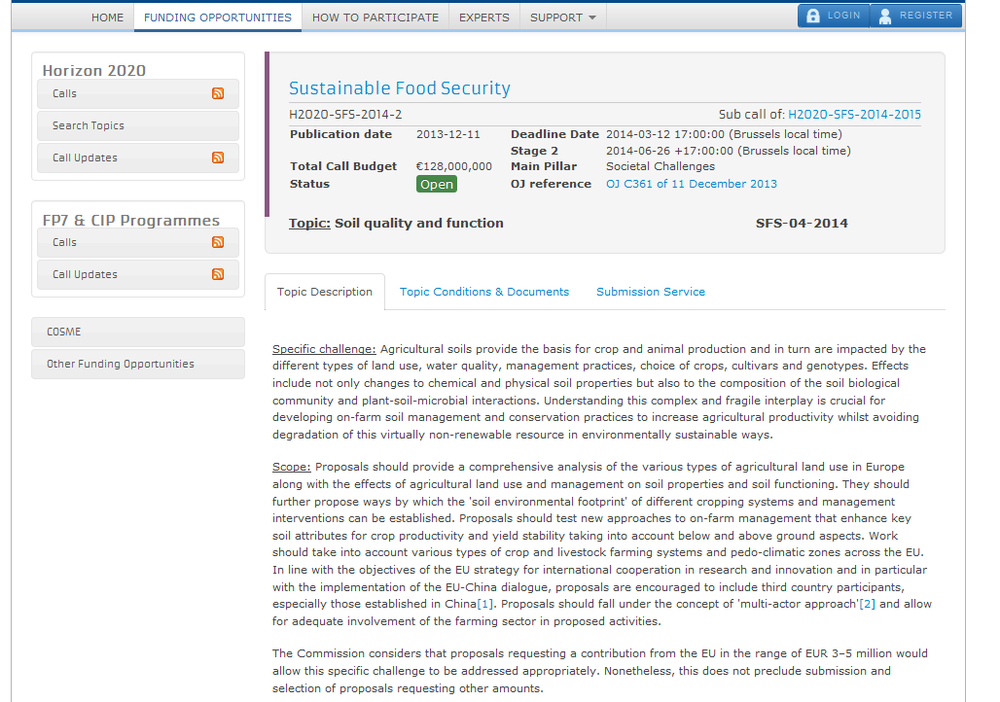 HOME FUNDING OPPORTUNITIES HOW TO PARTICIPATE EXPERTS SUPPORT LOGIN REGISTER
Horizon 2020
Calls
Search Topics
Call Updates
FP7 & CIP Programmes
Calls
Call Updates
COSME
Other Funding Opportunities
Sustainable Food Security
H2020-SFS-2014-2 Sub call of: H2020-SFS-2014-2015
Publication date 2013-12-11 Deadline Date 2014-03-12 17:00:00 (Brussels local time)
Stage 2 2014-06-26 +17:00:00 (Brussels local time)
Total Call Budget €128,000,000 Main Pillar Societal Challenges
Status Open OJ reference OJ C361 of 11 December 2013
Topic: Soil quality and function SFS-04-2014
Topic Description Topic Conditions & Documents Submission Service
Specific challenge: Agricultural soils provide the basis for crop and animal production and in turn are impacted by the
different types of land use, water quality, management practices, choice of crops, cultivars and genotypes. Effects
include not only changes to chemical and physical soil properties but also to the composition of the soil biological
community and plant-soil-microbial interactions. Understanding this complex and fragile interplay is crucial for
developing on-farm soil management and conservation practices to increase agricultural productivity whilst avoiding
degradation of this virtually non-renewable resource in environmentally sustainable ways.
Scope: Proposals should provide a comprehensive analysis of the various types of agricultural land use in Europe
along with the effects of agricultural land use and management on soil properties and soil functioning. They should
further propose ways by which the 'soil environmental footprint' of different cropping systems and management
interventions can be established. Proposals should test new approaches to on-farm management that enhance key
soil attributes for crop productivity and yield stability taking into account below and above ground aspects. Work
should take into account various types of crop and livestock farming systems and pedo-climatic zones across the EU.
In line with the objectives of the EU strategy for international cooperation in research and innovation and in particular
with the implementation of the EU-China dialogue, proposals are encouraged to include third country participants,
especially those established in China[1]. Proposals should fall under the concept of 'multi-actor approach'[2] and allow
for adequate involvement of the farming sector in proposed activities.
The Commission considers that proposals requesting a contribution from the EU in the range of EUR 3–5 million would
allow this specific challenge to be addressed appropriately. Nonetheless, this does not preclude submission and
selection of proposals requesting other amounts.